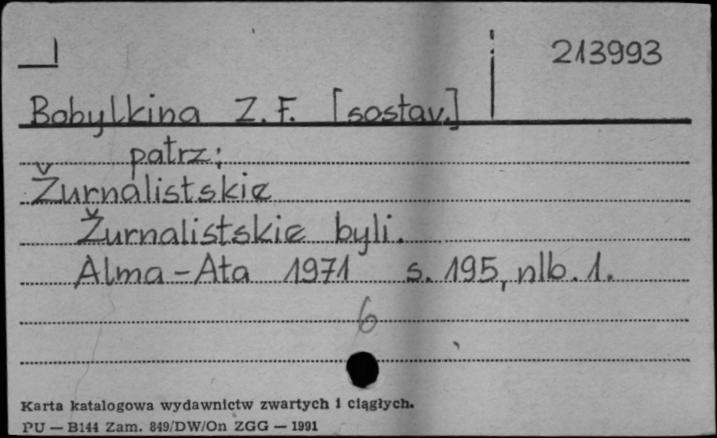 213993
Babylkina Z.F. [sostav.]
patrz:
Žurnalistskie
Žurnalistskie byli.
Alma-Ata 1971 s. 195, nlb. 1.
6
Karta katalogowa wydawnictw zwartych i ciągłych.
PU — B144 Zam. 849/DW/On ZGG — 1991